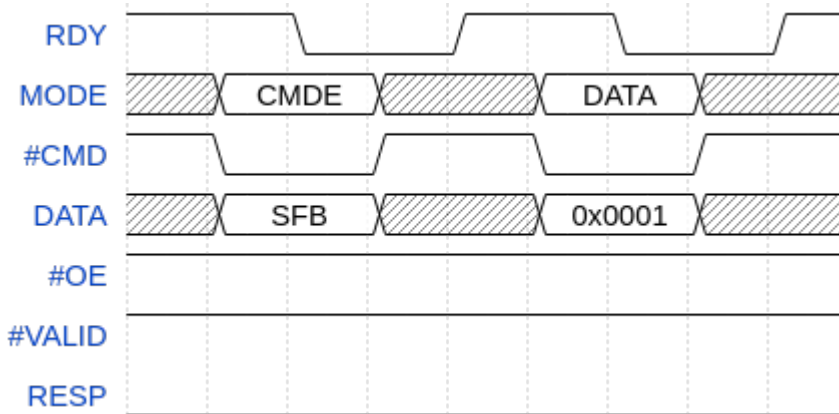 RDY
MODE CMDE DATA
#CMD
DATA SFB 0x0001
#OE
#VALID
RESP